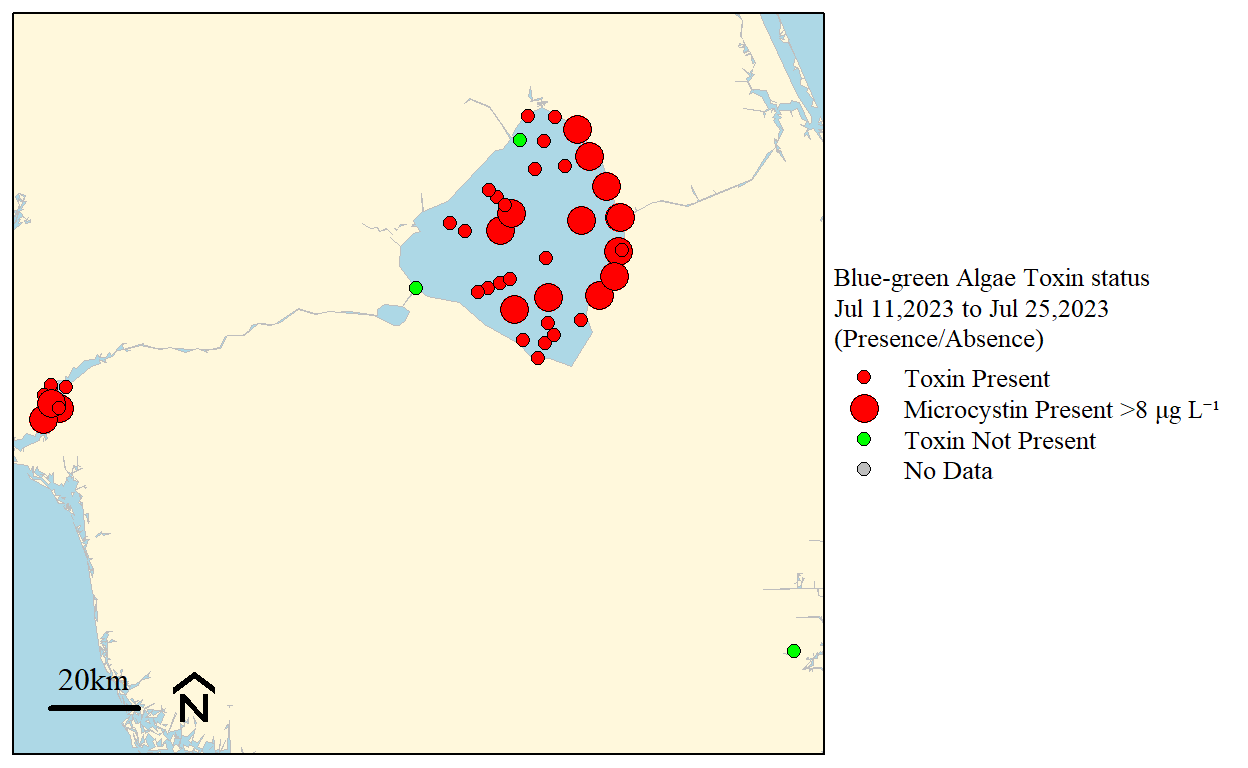 Blue-green Algae Toxin status
Jul 11,2023 to Jul 25,2023
(Presence/Absence)
Toxin Present
Microcystin Present >8 μg L⁻¹
Toxin Not Present
No Data
20km
N